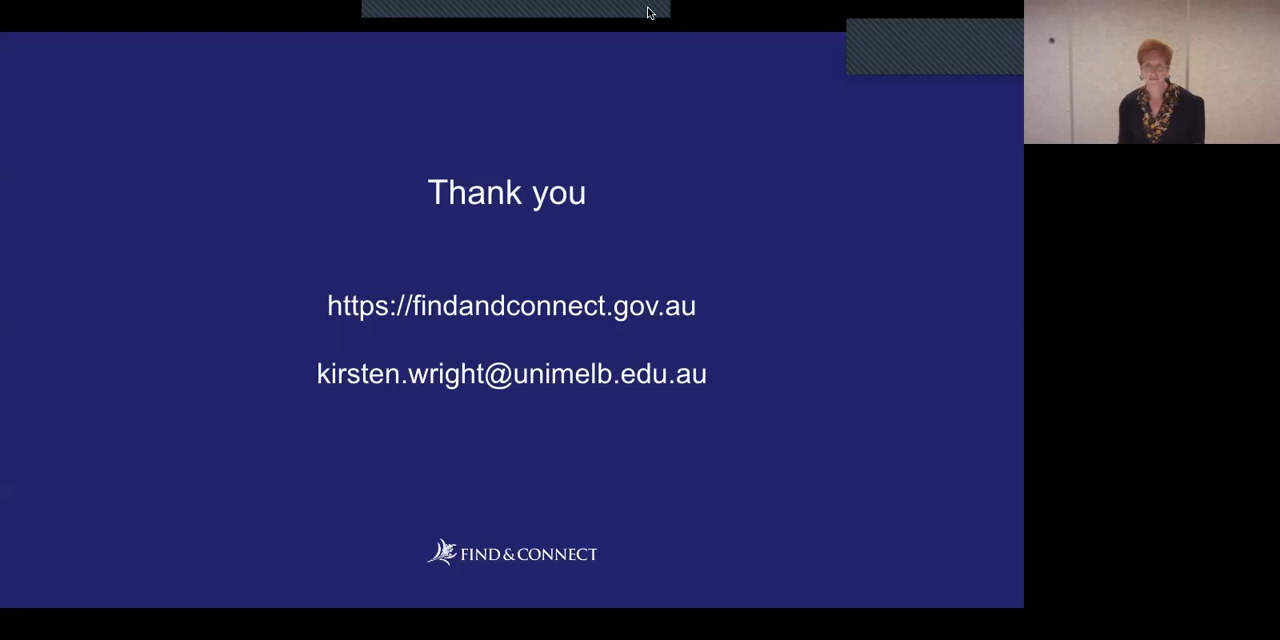 Thank you
https://findandconnect.gov.au
kirsten.wright@unimelb.edu.au
FIND & CONNECT